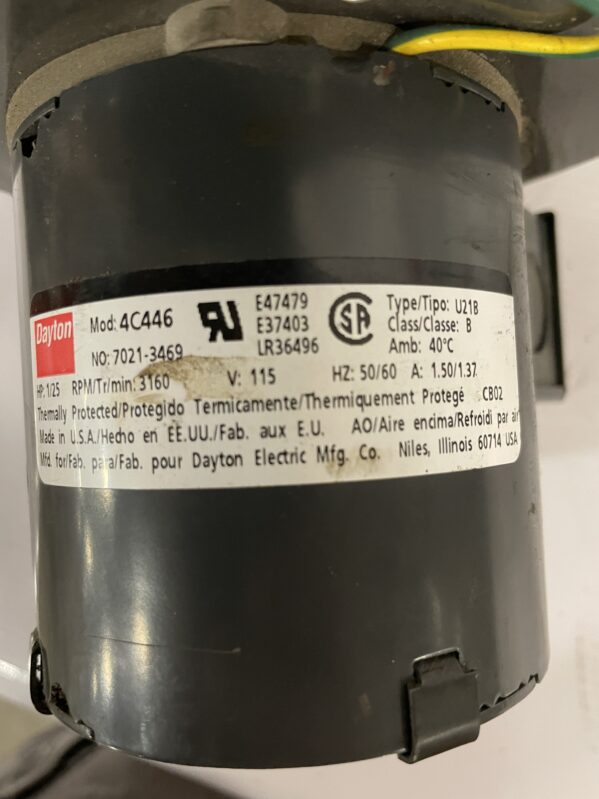 Dayton
Mod: 4C446
NO: 7021-3469
E47479
E37403
LR36496
SA
Type/Tipo: U21B
Class/Classe: B
Amb: 40°C
HP: 1/25 RPM/Tr/min: 3160 V: 115 HZ: 50/60 A: 1.50/1.37
Thermally Protected/Protegido Termicamente/Thermiquement Protegé CB02
Made in U.S.A./Hecho en EE.UU./Fab. aux E.U. AO/Aire encima/Refroidi par air
Mfd for/Fab. para/Fab. pour Dayton Electric Mfg. Co. Niles, Illinois 60714 USA